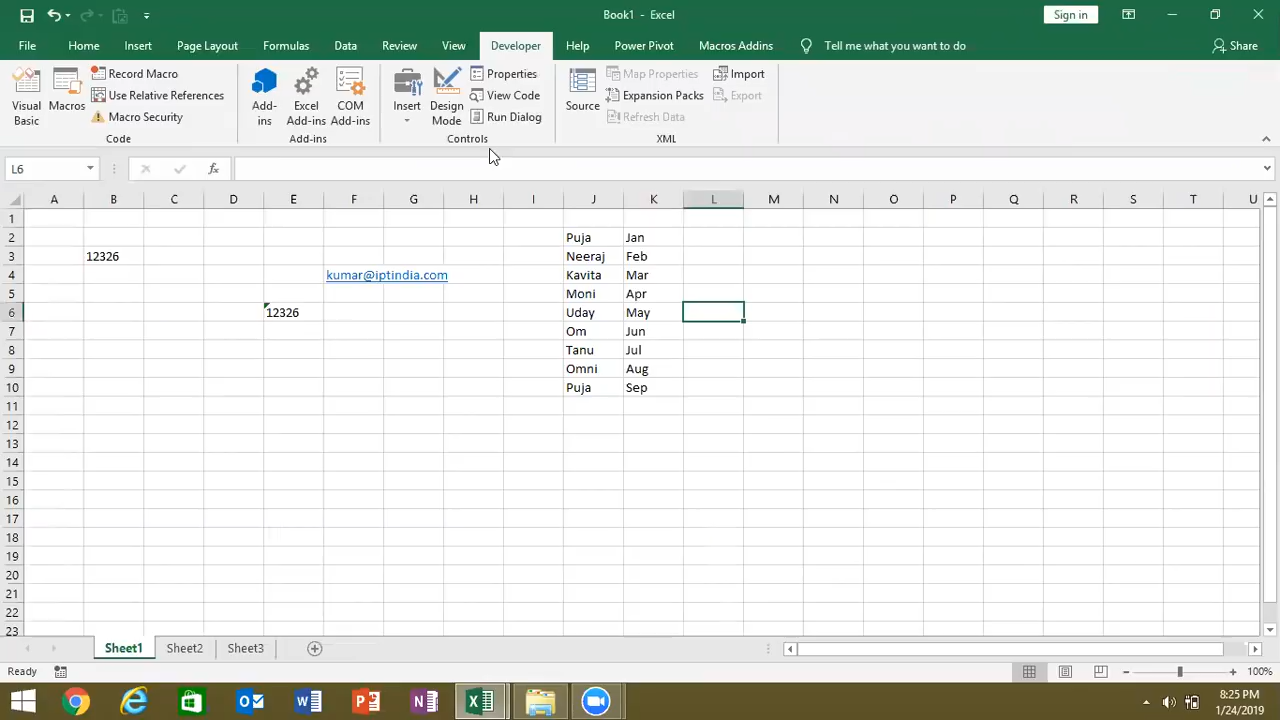 Book1 - Excel
Sign in
File Home Insert Page Layout Formulas Data Review View Developer Help Power Pivot Macros Addins Tell me what you want to do Share
Visual Basic
Macros
Record Macro
Use Relative References
Macro Security
Code
Add-ins
Excel Add-ins
COM Add-ins
Add-ins
Insert
Design Mode
Properties
View Code
Run Dialog
Controls
Source
Map Properties
Expansion Packs
Refresh Data
Import
Export
XML
L6 fx
A B C D E F G H I J K L M N O P Q R S T U
1
2 Puja Jan
3 12326 Neeraj Feb
4 kumar@iptindia.com Kavita Mar
5 Moni Apr
6 12326 Uday May
7 Om Jun
8 Tanu Jul
9 Omni Aug
10 Puja Sep
11
12
13
14
15
16
17
18
19
20
21
22
23
Sheet1 Sheet2 Sheet3
Ready 100%
8:25 PM
1/24/2019